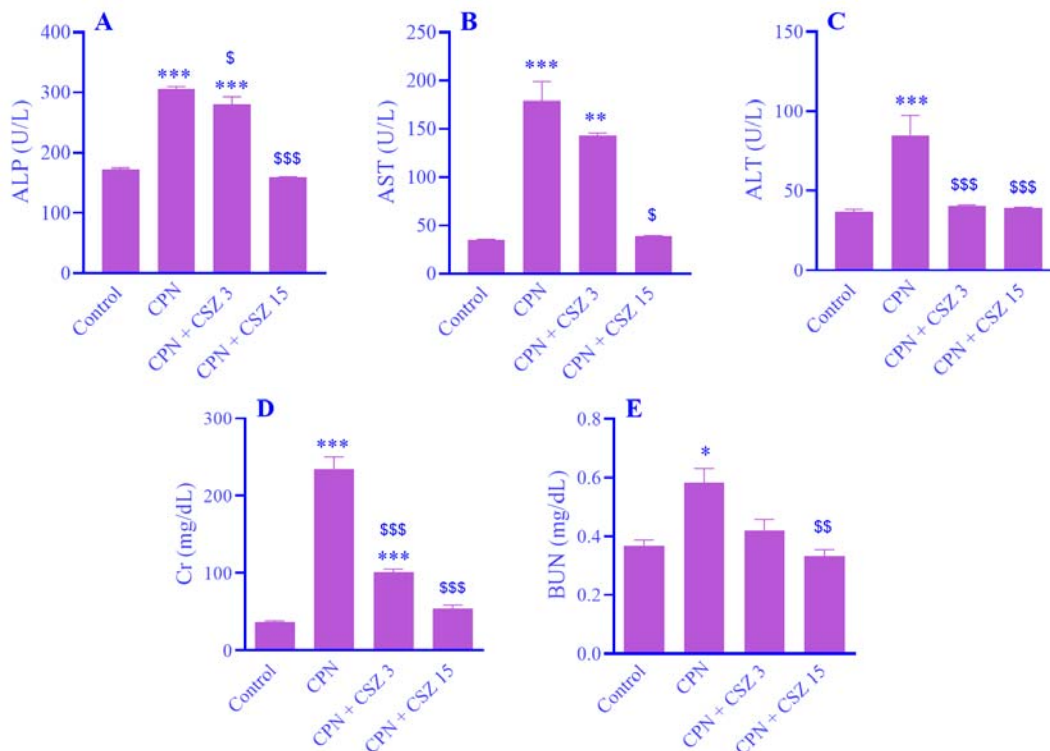 A
ALP (U/L)
400
300
200
100
0
***
$
***
$$$
Control
CPN
CPN + CSZ 3
CPN + CSZ 15
B
AST (U/L)
250
200
150
100
50
0
***
**
$
Control
CPN
CPN + CSZ 3
CPN + CSZ 15
C
ALT (U/L)
150
100
50
0
***
$$$
$$$
Control
CPN
CPN + CSZ 3
CPN + CSZ 15
D
Cr (mg/dL)
300
200
100
0
***
$$$
***
$$$
Control
CPN
CPN + CSZ 3
CPN + CSZ 15
E
BUN (mg/dL)
0.8
0.6
0.4
0.2
0.0
*
$$
Control
CPN
CPN + CSZ 3
CPN + CSZ 15